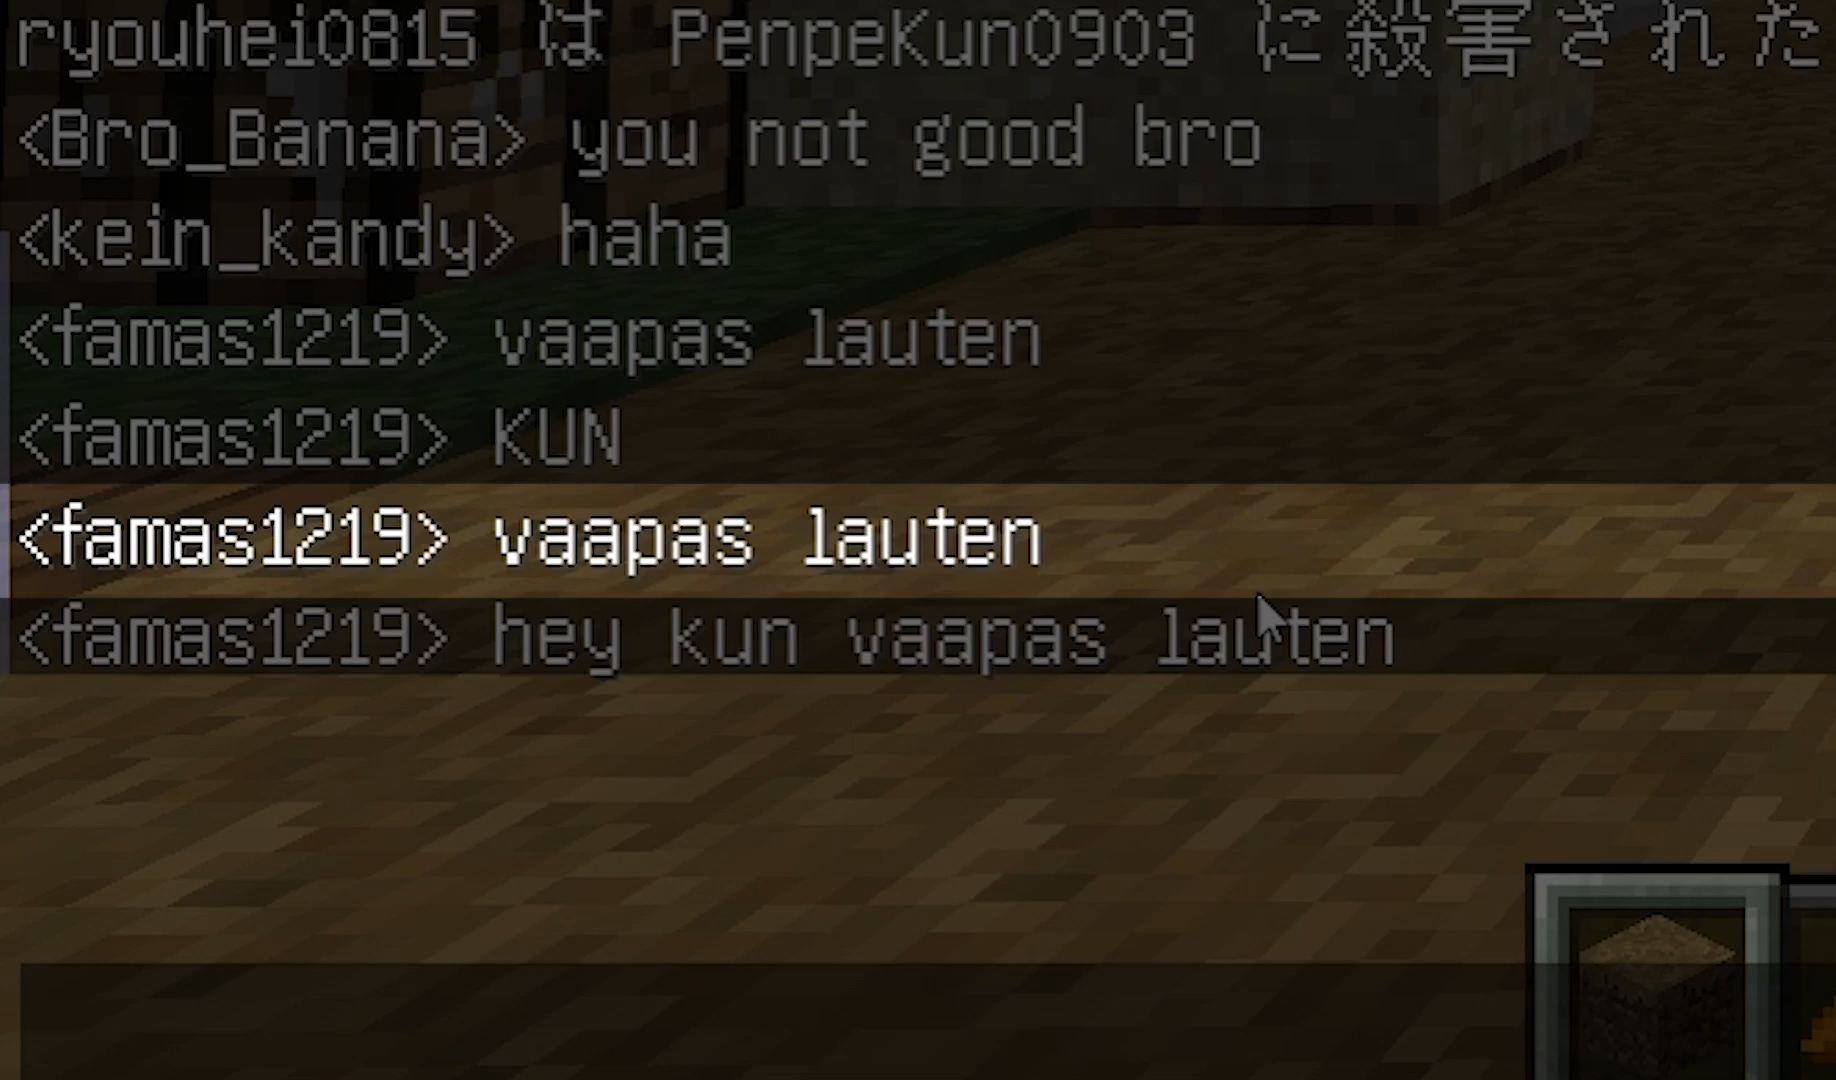 ryouhei0815 は PenpeKun0903 に殺害された
<Bro_Banana> you not good bro
<kein_kandy> haha
<famas1219> vaapas lauten
<famas1219> KUN
<famas1219> vaapas lauten
<famas1219> hey kun vaapas lauten